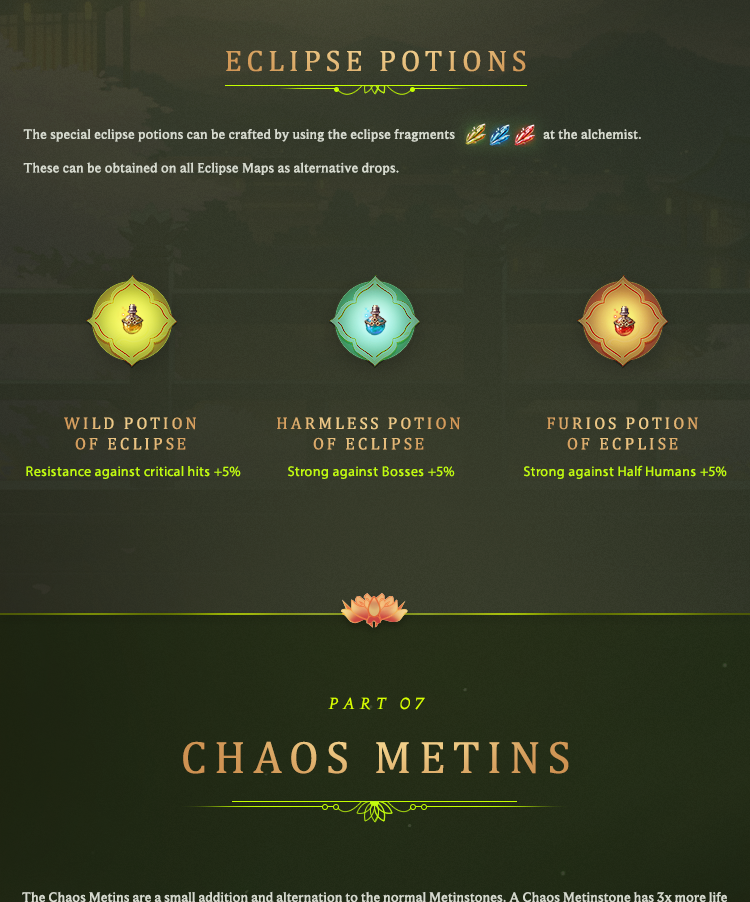 ECLIPSE POTIONS
The special eclipse potions can be crafted by using the eclipse fragments at the alchemist.
These can be obtained on all Eclipse Maps as alternative drops.
WILD POTION
OF ECLIPSE
Resistance against critical hits +5%
HARMLESS POTION
OF ECLIPSE
Strong against Bosses +5%
FURIOS POTION
OF ECPLISE
Strong against Half Humans +5%
PART 07
CHAOS METINS
The Chaos Metins are a small addition and alternation to the normal Metinstones. A Chaos Metinstone has 3x more life